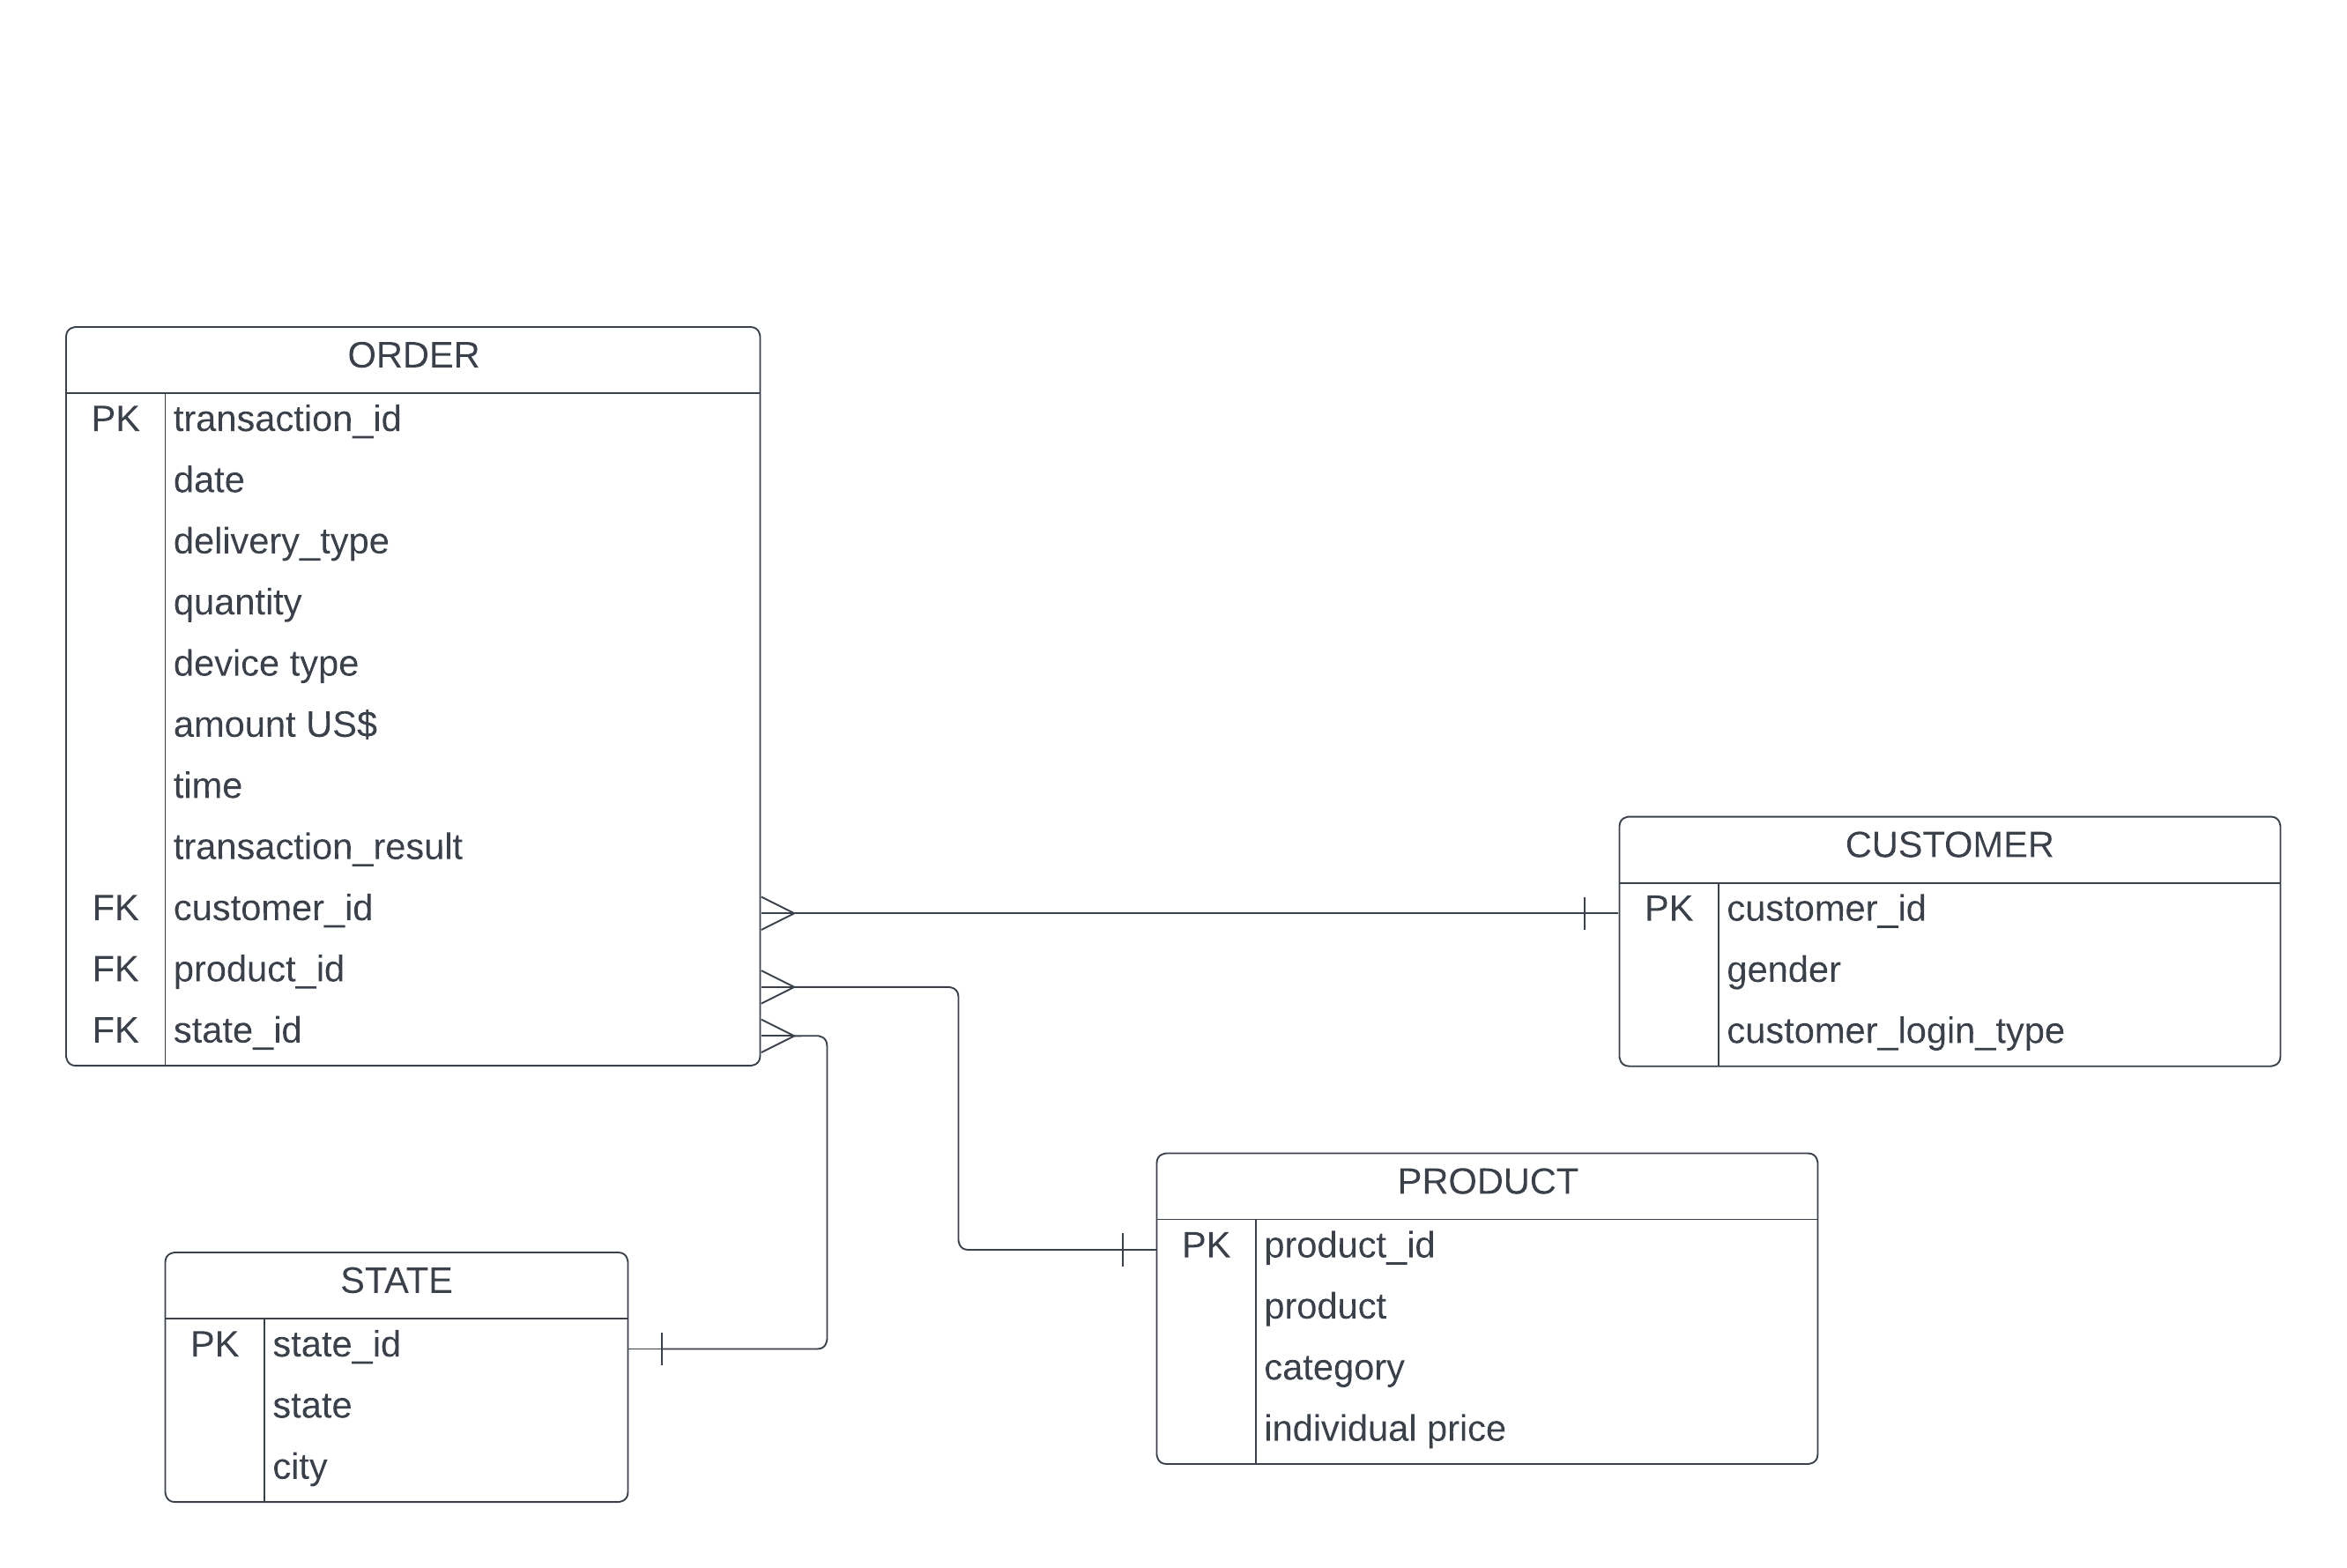 ORDER
PK transaction_id
date
delivery_type
quantity
device type
amount US$
time
transaction_result
FK customer_id
FK product_id
FK state_id
CUSTOMER
PK customer_id
gender
customer_login_type
PRODUCT
PK product_id
product
category
individual price
STATE
PK state_id
state
city